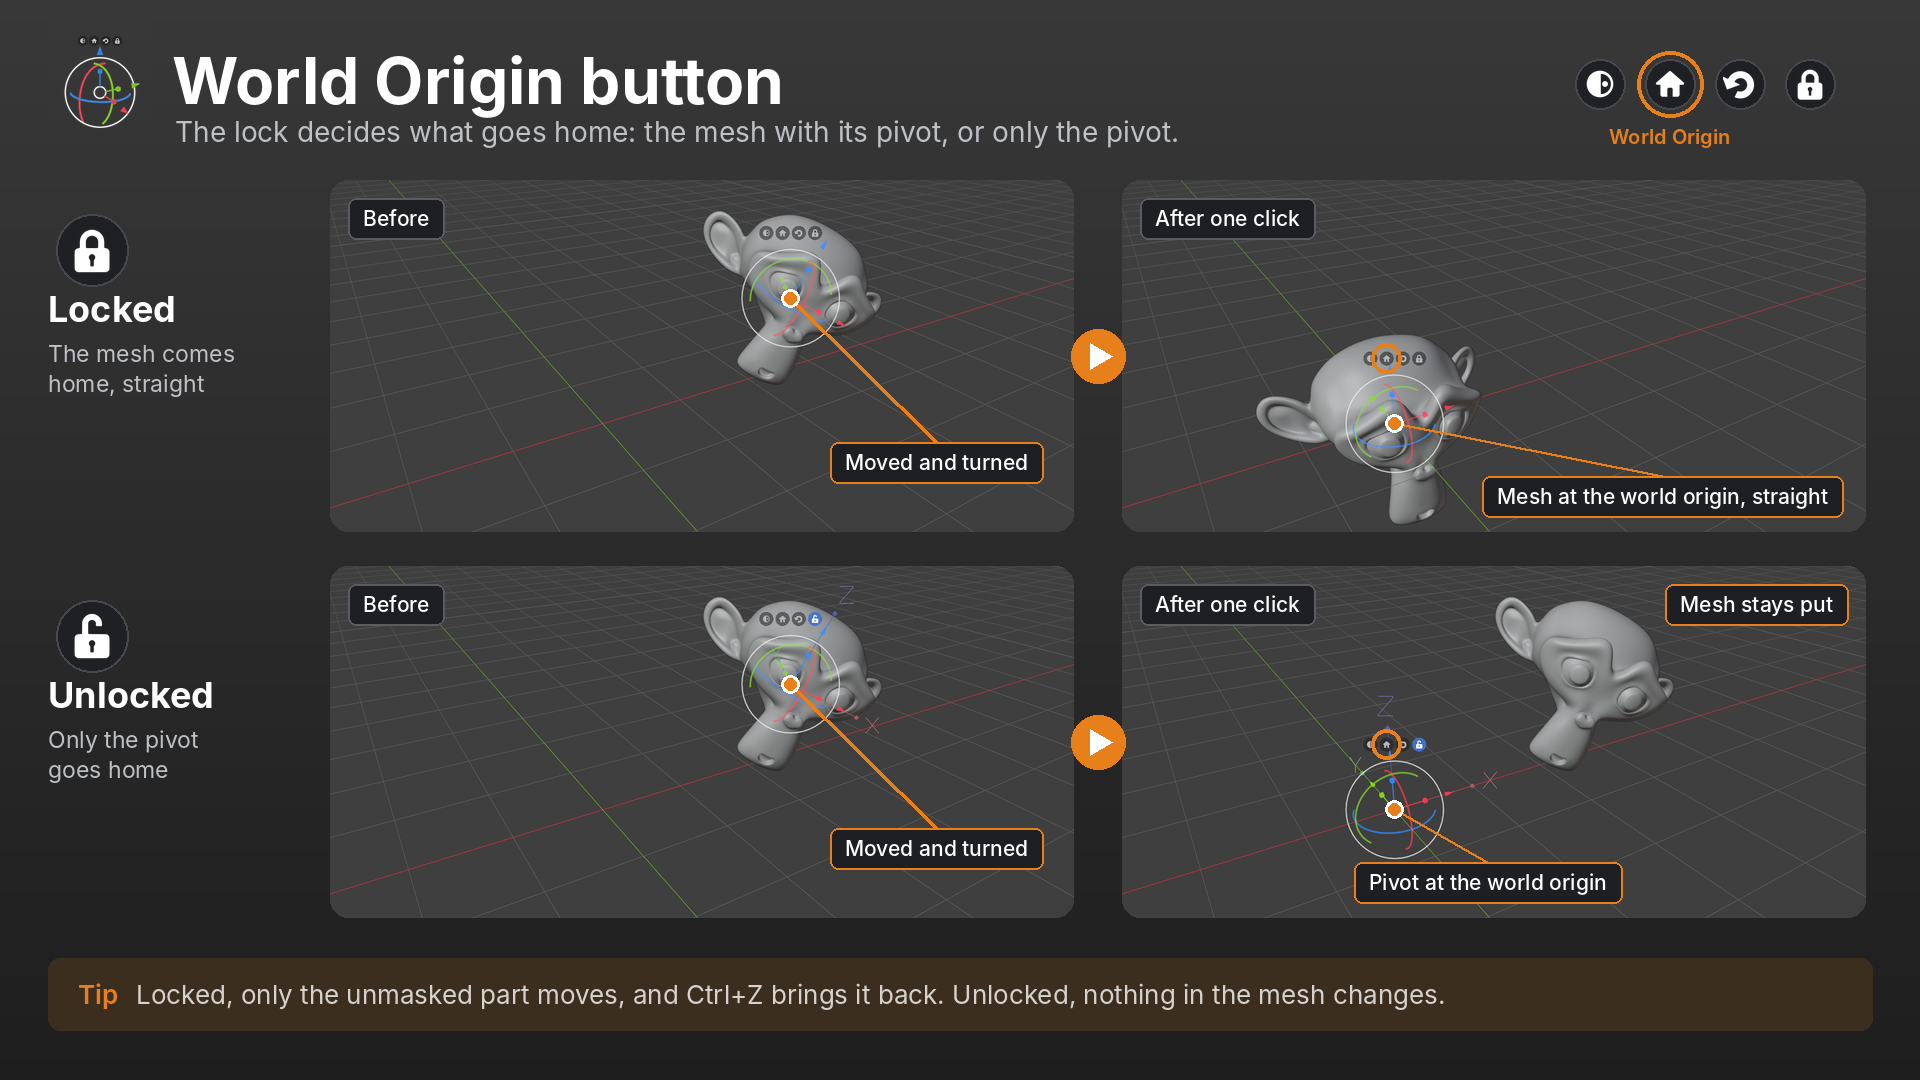 World Origin button
The lock decides what goes home: the mesh with its pivot, or only the pivot.
World Origin
Locked
The mesh comes
home, straight
Before
Moved and turned
After one click
Mesh at the world origin, straight
Unlocked
Only the pivot
goes home
Before
Z
X
Moved and turned
After one click
Mesh stays put
Z
Y
X
Pivot at the world origin
Tip Locked, only the unmasked part moves, and Ctrl+Z brings it back. Unlocked, nothing in the mesh changes.